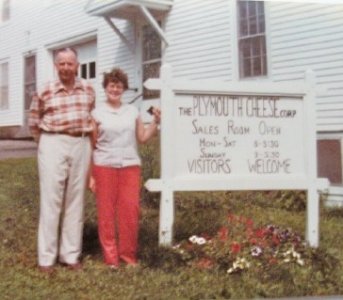 THE PLYMOUTH CHEESE CORP
SALES ROOM OPEN
MON-SAT 8-5:30
SUNDAY 9-5:30
VISITORS WELCOME